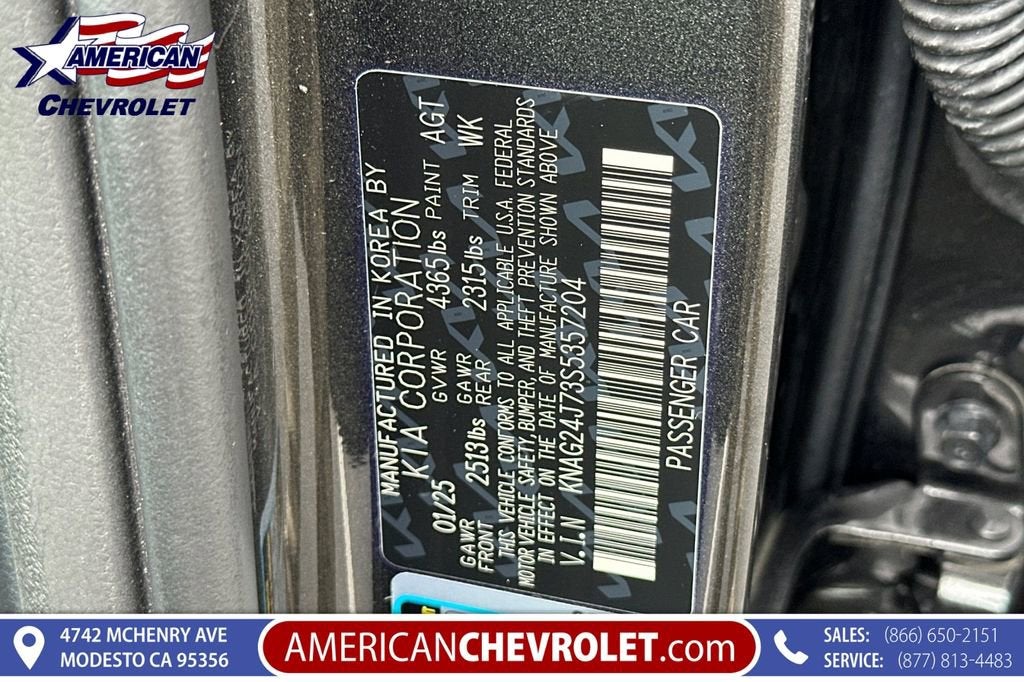 AMERICAN
CHEVROLET
MANUFACTURED IN KOREA BY
KIA CORPORATION
01/25 GVWR 4365lbs PAINT AGT
GAWR FRONT 2513lbs GAWR REAR 2315lbs TRIM WK
THIS VEHICLE CONFORMS TO ALL APPLICABLE U.S.A. FEDERAL
MOTOR VEHICLE SAFETY, BUMPER, AND THEFT PREVENTION STANDARDS
IN EFFECT ON THE DATE OF MANUFACTURE SHOWN ABOVE
V.I.N KNAG24J73S5357204
PASSENGER CAR
4742 MCHENRY AVE
MODESTO CA 95356
AMERICANCHEVROLET.com
SALES: (866) 650-2151
SERVICE: (877) 813-4483